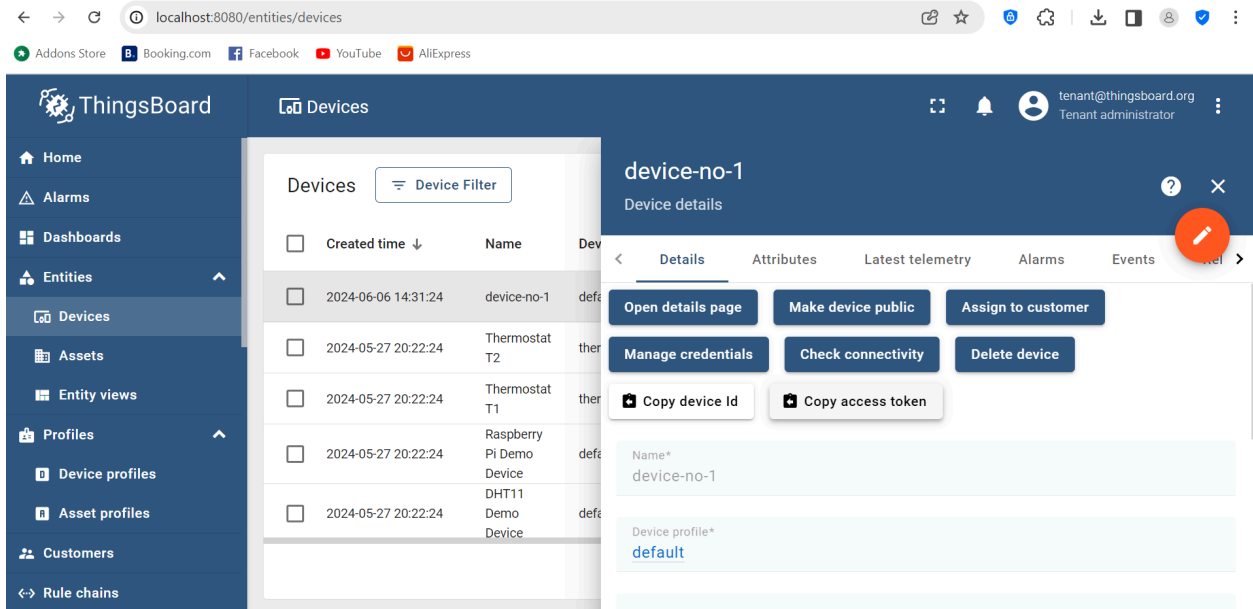 localhost:8080/entities/devices
Addons Store B. Booking.com Facebook YouTube AliExpress
ThingsBoard
Devices
tenant@thingsboard.org
Tenant administrator
Home
Alarms
Dashboards
Entities
Devices
Assets
Entity views
Profiles
D Device profiles
A Asset profiles
Customers
Rule chains
Devices Device Filter
Created time Name Dev
2024-06-06 14:31:24 device-no-1 defa
2024-05-27 20:22:24 Thermostat T2 ther
2024-05-27 20:22:24 Thermostat T1 ther
2024-05-27 20:22:24 Raspberry Pi Demo Device defa
2024-05-27 20:22:24 DHT11 Demo Device defa
device-no-1
Device details
Details Attributes Latest telemetry Alarms Events
Open details page Make device public Assign to customer
Manage credentials Check connectivity Delete device
Copy device Id Copy access token
Name*
device-no-1
Device profile*
default